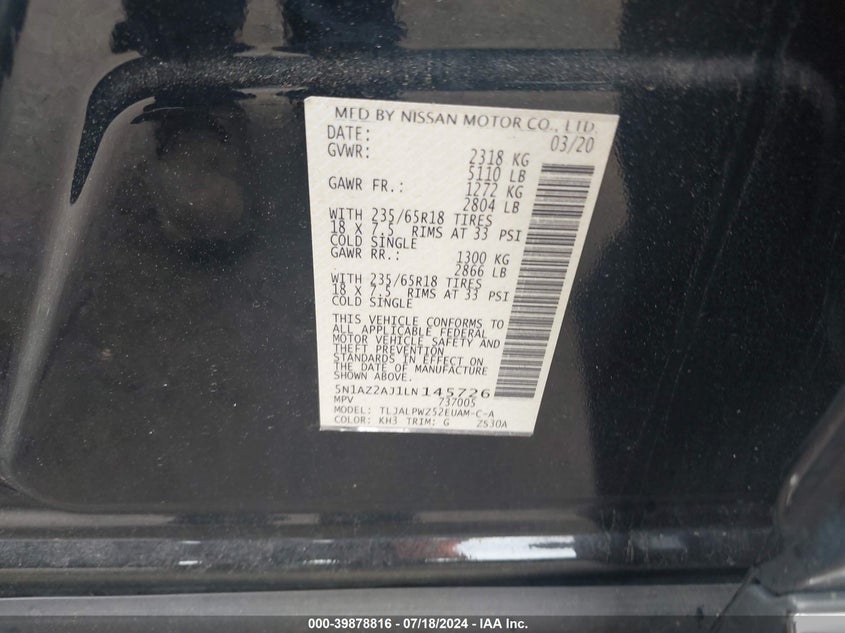 MFD BY NISSAN MOTOR CO., LTD.
DATE: 03/20
GVWR: 2318 KG
5110 LB
GAWR FR.: 1272 KG
2804 LB
WITH 235/65R18 TIRES
18 X 7.5 RIMS AT 33 PSI
COLD SINGLE
GAWR RR.: 1300 KG
2866 LB
WITH 235/65R18 TIRES
18 X 7.5 RIMS AT 33 PSI
COLD SINGLE
THIS VEHICLE CONFORMS TO
ALL APPLICABLE FEDERAL
MOTOR VEHICLE SAFETY AND
THEFT PREVENTION
STANDARDS IN EFFECT ON
THE DATE OF MANUFACTURE
SHOWN ABOVE.
5N1AZ2AJ1LN145726
MPV 737005
MODEL: TLJALPWZ52EUAM-C-A
COLOR: KH3 TRIM: G Z530A
000-39878816 - 07/18/2024 - IAA Inc.